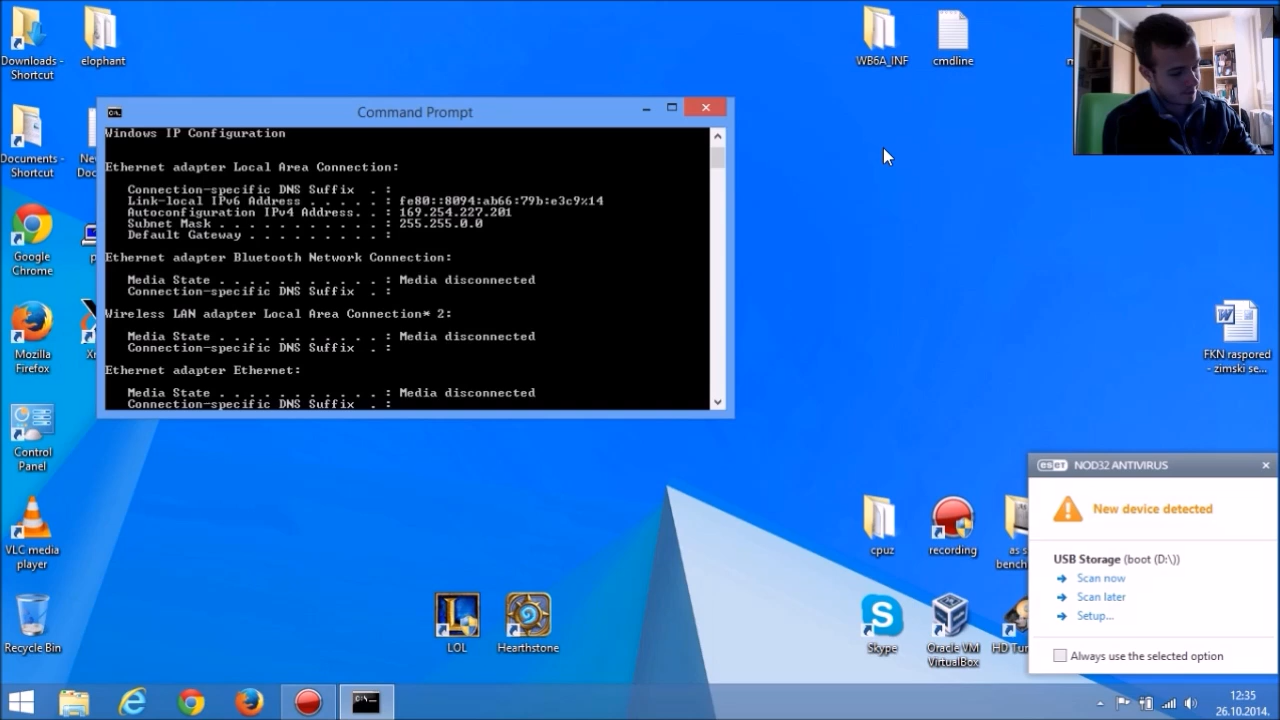 Downloads -
Shortcut
elophant
WB6A_INF
cmdline
Command Prompt
Windows IP Configuration
Ethernet adapter Local Area Connection:
Connection-specific DNS Suffix . :
Link-local IPv6 Address . . . . . : fe80::8094:ab66:79b:e3c9%14
Autoconfiguration IPv4 Address. . : 169.254.227.201
Subnet Mask . . . . . . . . . . . : 255.255.0.0
Default Gateway . . . . . . . . . :
Ethernet adapter Bluetooth Network Connection:
Media State . . . . . . . . . . . : Media disconnected
Connection-specific DNS Suffix . :
Wireless LAN adapter Local Area Connection* 2:
Media State . . . . . . . . . . . : Media disconnected
Connection-specific DNS Suffix . :
Ethernet adapter Ethernet:
Media State . . . . . . . . . . . : Media disconnected
Connection-specific DNS Suffix . :
Documents -
Shortcut
Google
Chrome
Mozilla
Firefox
Control
Panel
VLC media
player
Recycle Bin
LOL
Hearthstone
FKN raspored
- zimski se...
cpuz
recording
as s
bench
Skype
Oracle VM
VirtualBox
HD Tun
eset NOD32 ANTIVIRUS
New device detected
USB Storage (boot (D:\))
Scan now
Scan later
Setup...
Always use the selected option
12:35
26.10.2014.